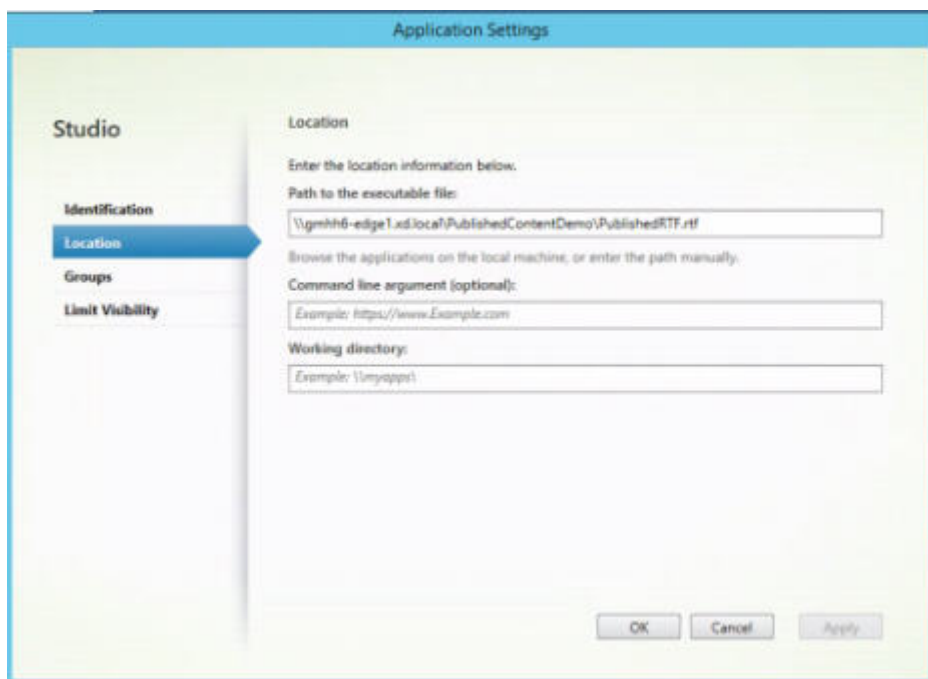 Application Settings
Studio
Identification
Location
Groups
Limit Visibility
Location
Enter the location information below.
Path to the executable file:
\\grnhh6-edge1.xd.local\PublishedContentDemo\PublishedRTF.rtf
Browse the applications on the local machine, or enter the path manually.
Command line argument (optional):
Example: https://www.Example.com
Working directory:
Example: \\myapps\
OK
Cancel
Apply